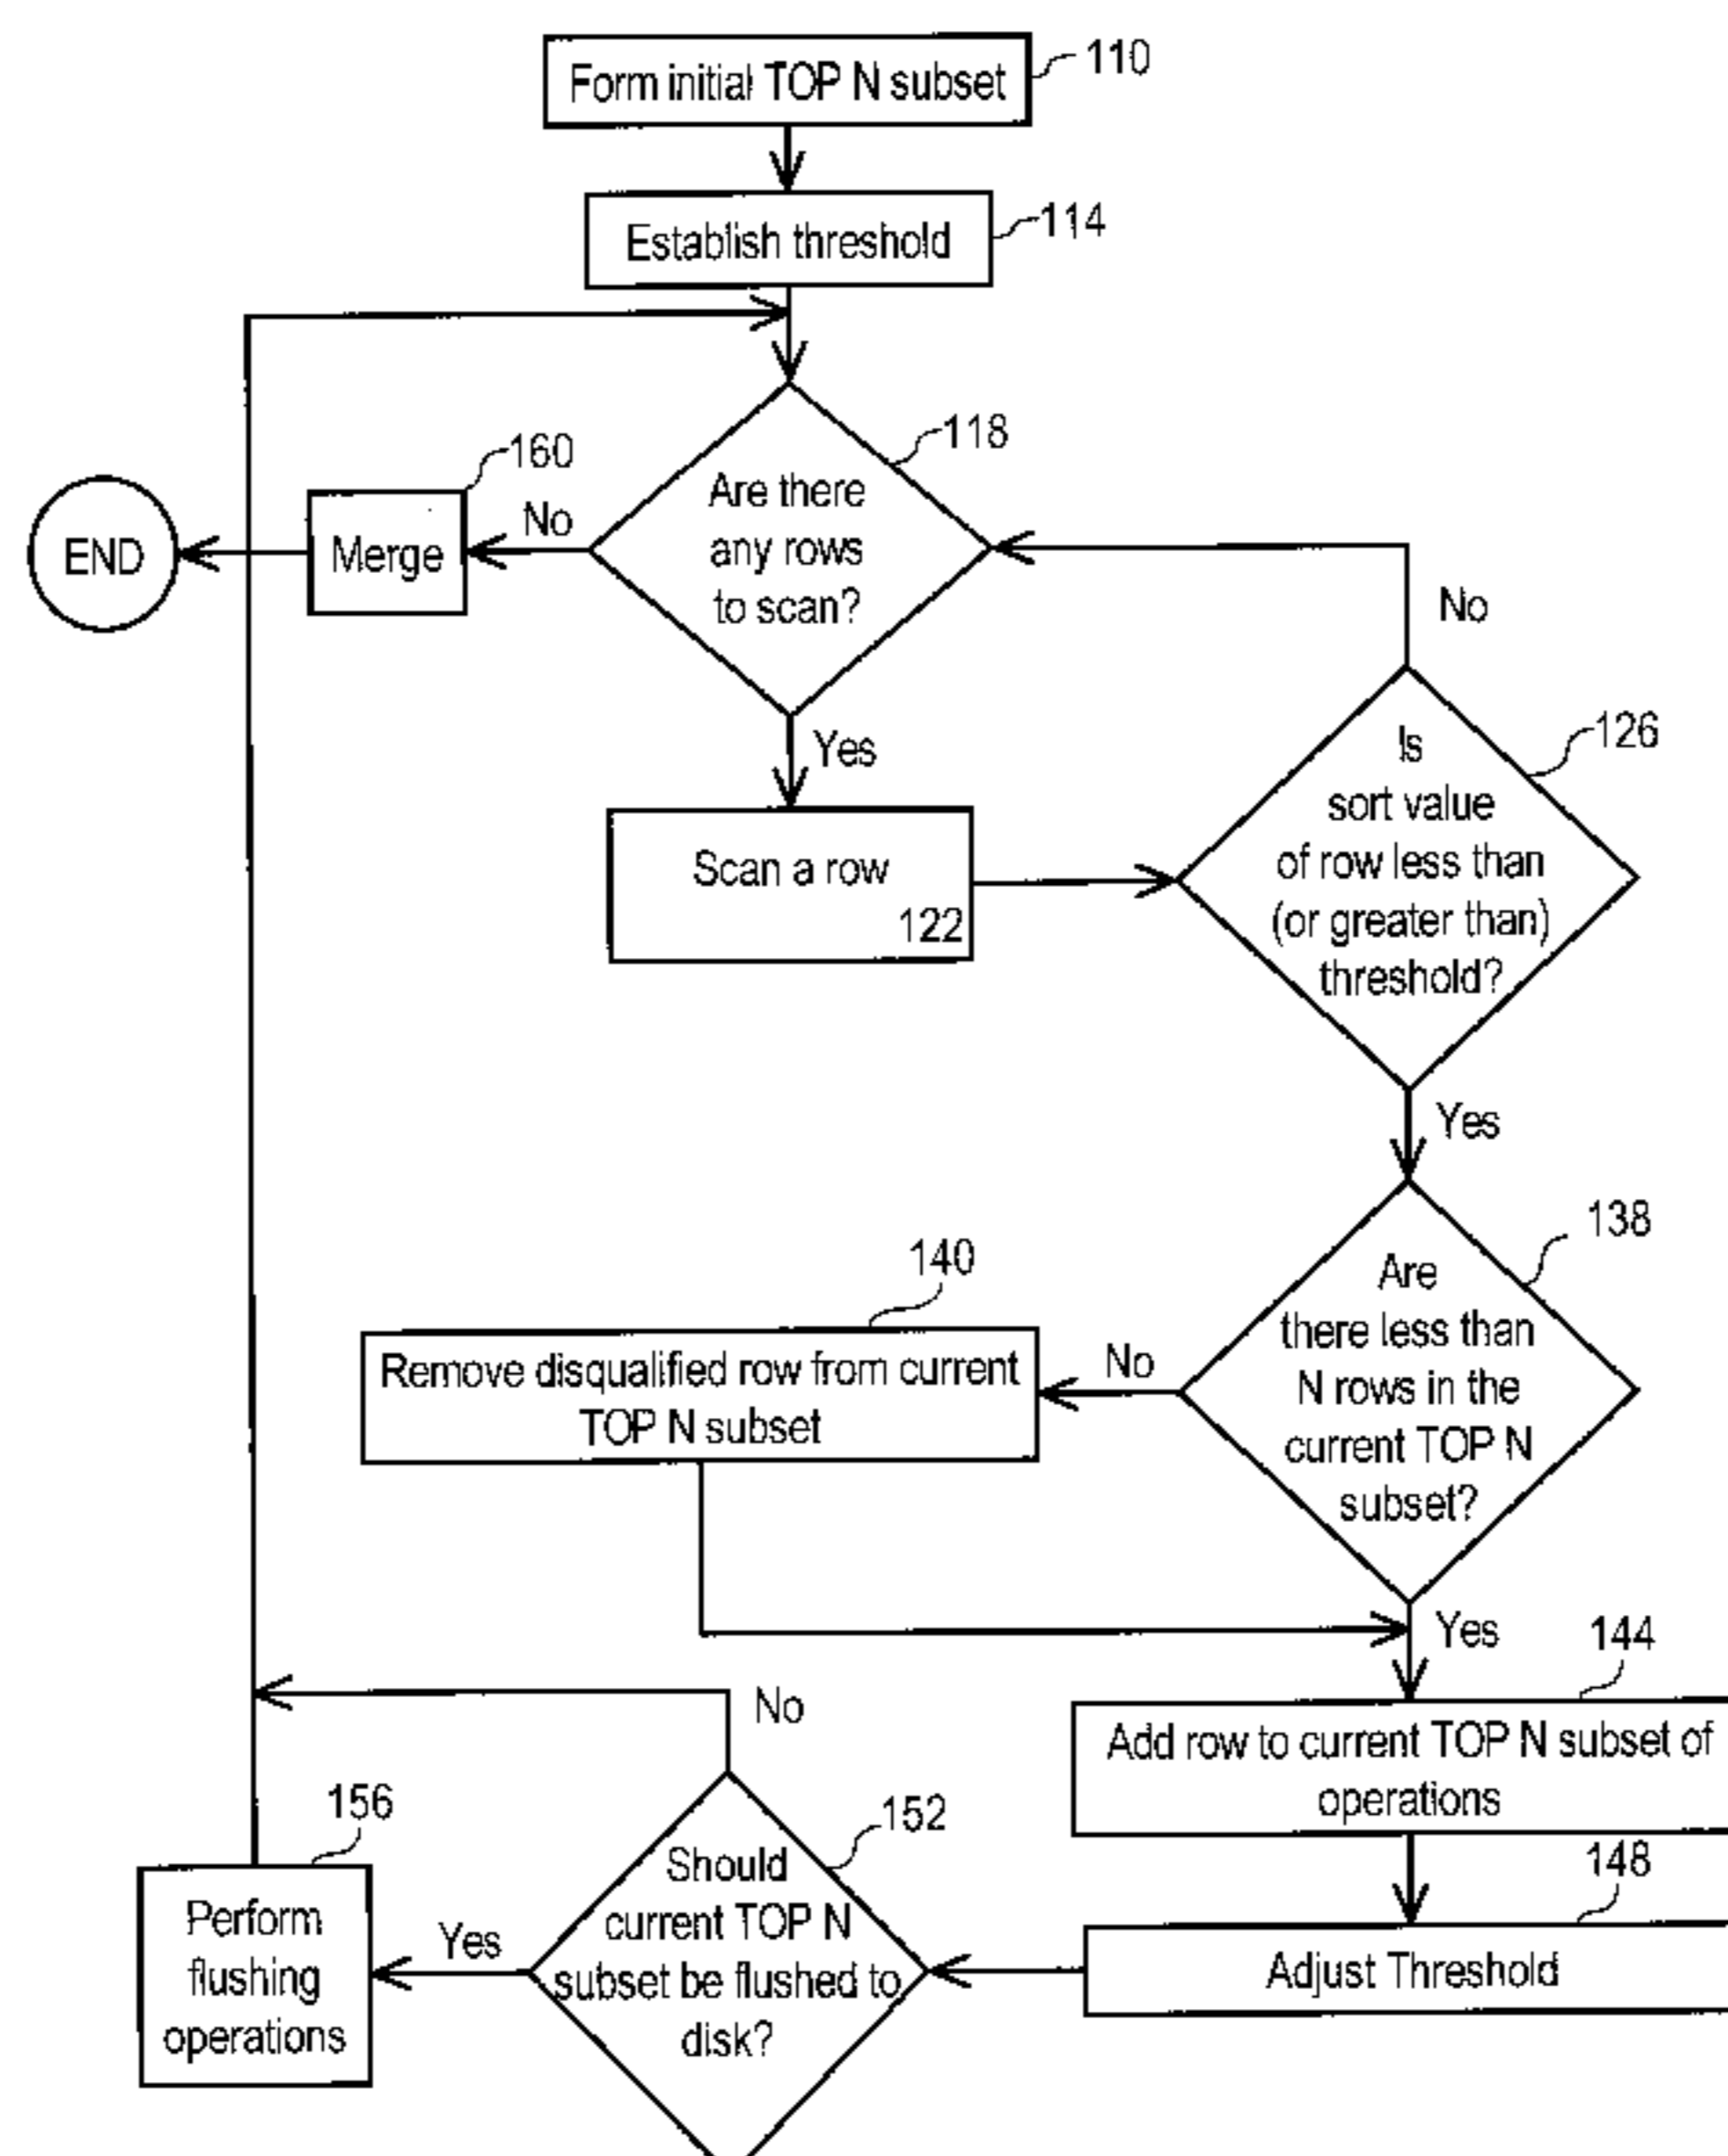 Form initial TOP N subset
110
Establish threshold
114
118
Are there
any rows
to scan?
No
160
Merge
END
Yes
Scan a row
122
No
126
Is
sort value
of row less than
(or greater than)
threshold?
Yes
138
Are
there less than
N rows in the
current TOP N
subset?
No
140
Remove disqualified row from current
TOP N subset
Yes
144
Add row to current TOP N subset of
operations
148
Adjust Threshold
No
152
Should
current TOP N
subset be flushed to
disk?
Yes
156
Perform
flushing
operations